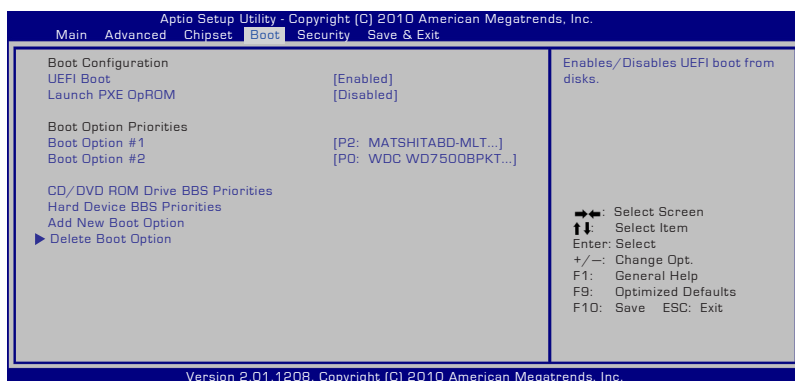 Aptio Setup Utility - Copyright (C) 2010 American Megatrends, Inc.
Main Advanced Chipset Boot Security Save & Exit
Boot Configuration
UEFI Boot [Enabled]
Launch PXE OpROM [Disabled]
Boot Option Priorities
Boot Option #1 [P2: MATSHITABD-MLT...]
Boot Option #2 [P0: WDC WD7500BPKT...]
CD/DVD ROM Drive BBS Priorities
Hard Device BBS Priorities
Add New Boot Option
Delete Boot Option
Enables/Disables UEFI boot from
disks.
→←: Select Screen
↑↓: Select Item
Enter: Select
+/—: Change Opt.
F1: General Help
F9: Optimized Defaults
F10: Save ESC: Exit
Version 2.01.1208. Copyright (C) 2010 American Megatrends, Inc.